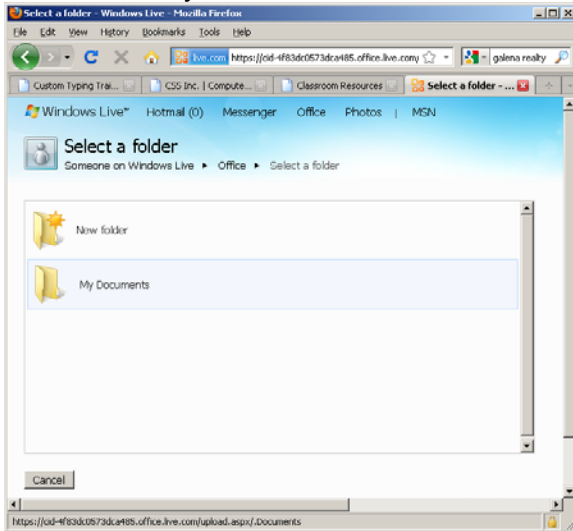 Select a folder - Windows Live - Mozilla Firefox
File Edit View History Bookmarks Tools Help
live.com https://cid-4f83dc0573dca485.office.live.com/ galena realty
Custom Typing Trai... CSS Inc. | Compute... Classroom Resources Select a folder - ...
Windows Live™ Hotmail (0) Messenger Office Photos | MSN
Select a folder
Someone on Windows Live ▸ Office ▸ Select a folder
New folder
My Documents
Cancel
https://cid-4f83dc0573dca485.office.live.com/upload.aspx/.Documents